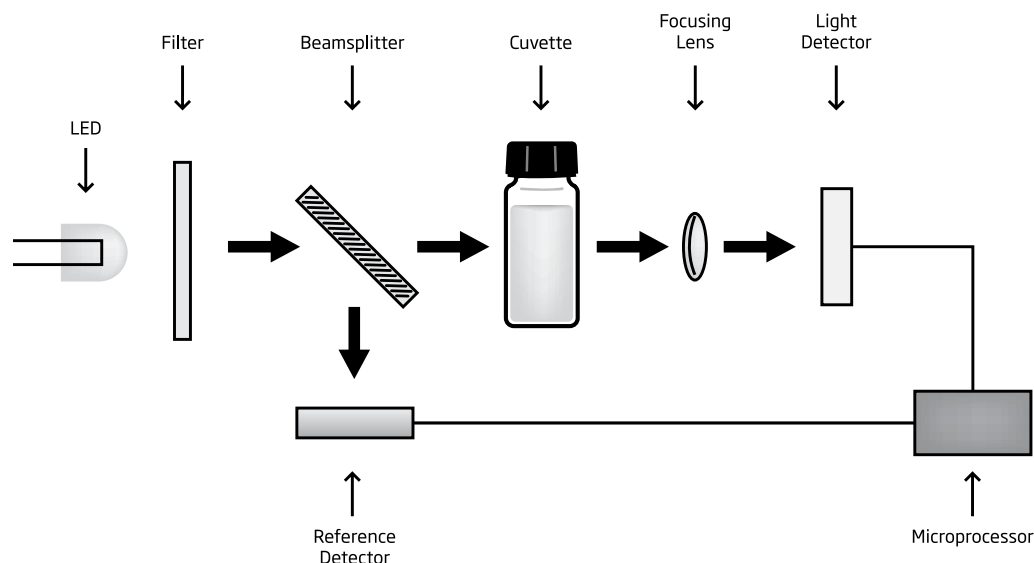 Filter
Beamsplitter
Cuvette
Focusing
Lens
Light
Detector
LED
Reference
Detector
Microprocessor